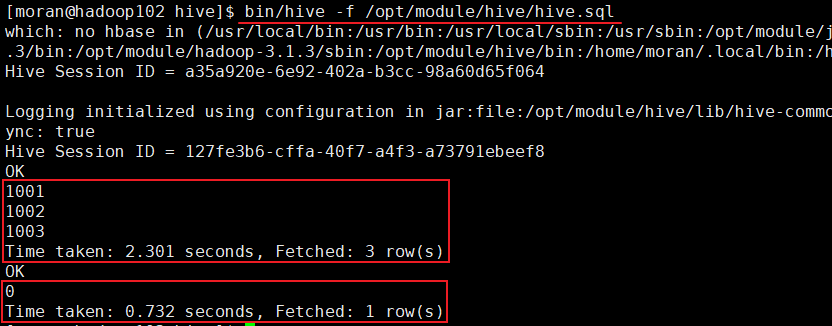 [moran@hadoop102 hive]$ bin/hive -f /opt/module/hive/hive.sql
which: no hbase in (/usr/local/bin:/usr/bin:/usr/local/sbin:/usr/sbin:/opt/module/j
.3/bin:/opt/module/hadoop-3.1.3/sbin:/opt/module/hive/bin:/home/moran/.local/bin:/h
Hive Session ID = a35a920e-6e92-402a-b3cc-98a60d65f064
Logging initialized using configuration in jar:file:/opt/module/hive/lib/hive-commo
ync: true
Hive Session ID = 127fe3b6-cffa-40f7-a4f3-a73791ebeef8
OK
1001
1002
1003
Time taken: 2.301 seconds, Fetched: 3 row(s)
OK
0
Time taken: 0.732 seconds, Fetched: 1 row(s)